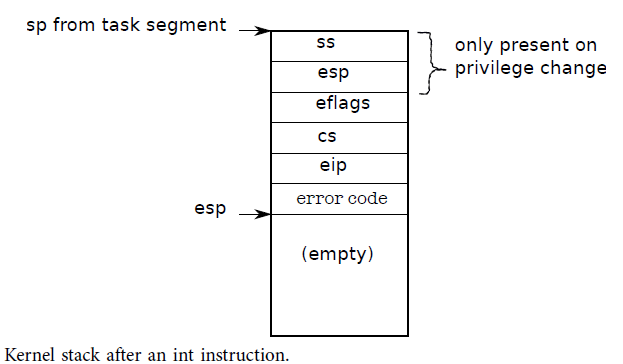 sp from task segment
ss
only present on
privilege change
esp
eflags
cs
eip
error code
esp
(empty)
Kernel stack after an int instruction.